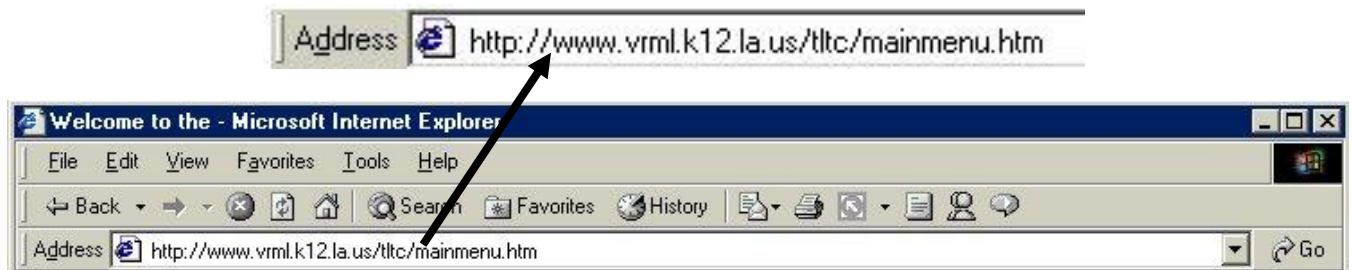 Address http://www.vrml.k12.la.us/tltc/mainmenu.htm
Welcome to the - Microsoft Internet Explorer
File Edit View Favorites Tools Help
Back Search Favorites History
Address http://www.vrml.k12.la.us/tltc/mainmenu.htm Go